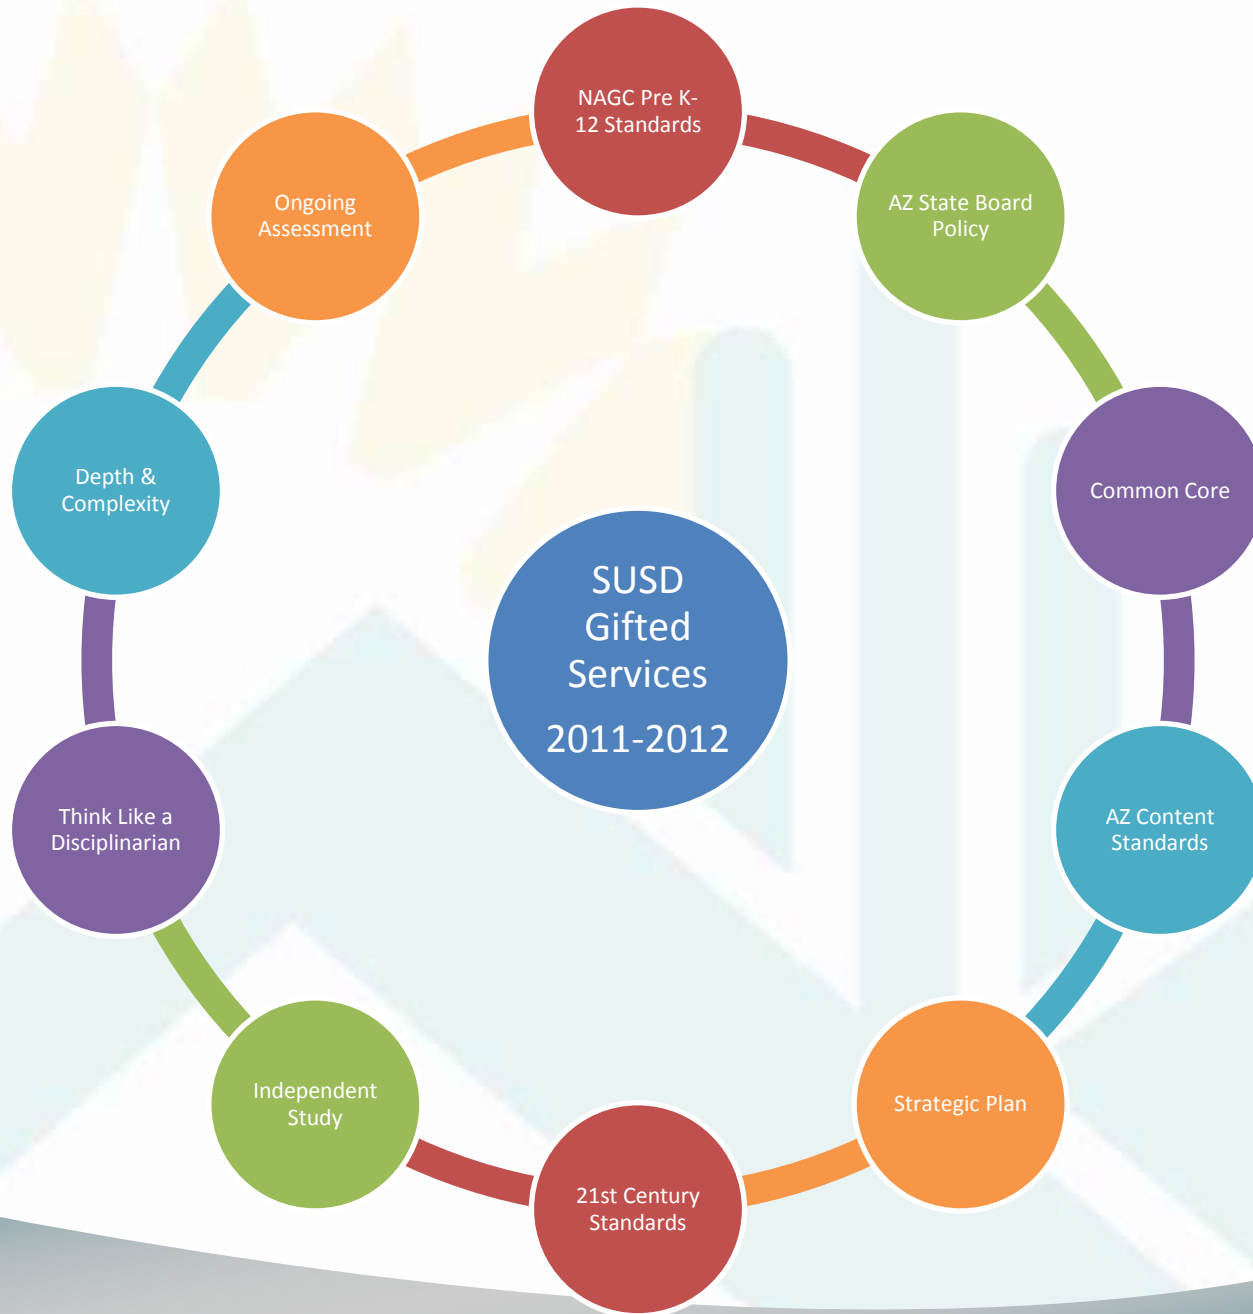 NAGC Pre K-
12 Standards
AZ State Board
Policy
Common Core
AZ Content
Standards
Strategic Plan
21st Century
Standards
Independent
Study
Think Like a
Disciplinarian
Depth &
Complexity
Ongoing
Assessment
SUSD
Gifted
Services
2011-2012